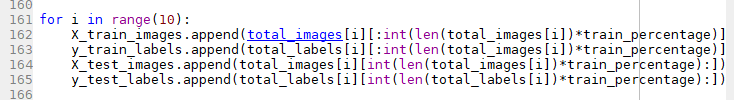 160
161 for i in range(10):
162     X_train_images.append(total_images[i][:int(len(total_images[i])*train_percentage)]
163     y_train_labels.append(total_labels[i][:int(len(total_images[i])*train_percentage)]
164     X_test_images.append(total_images[i][int(len(total_images[i])*train_percentage):])
165     y_test_labels.append(total_labels[i][int(len(total_labels[i])*train_percentage):])
166